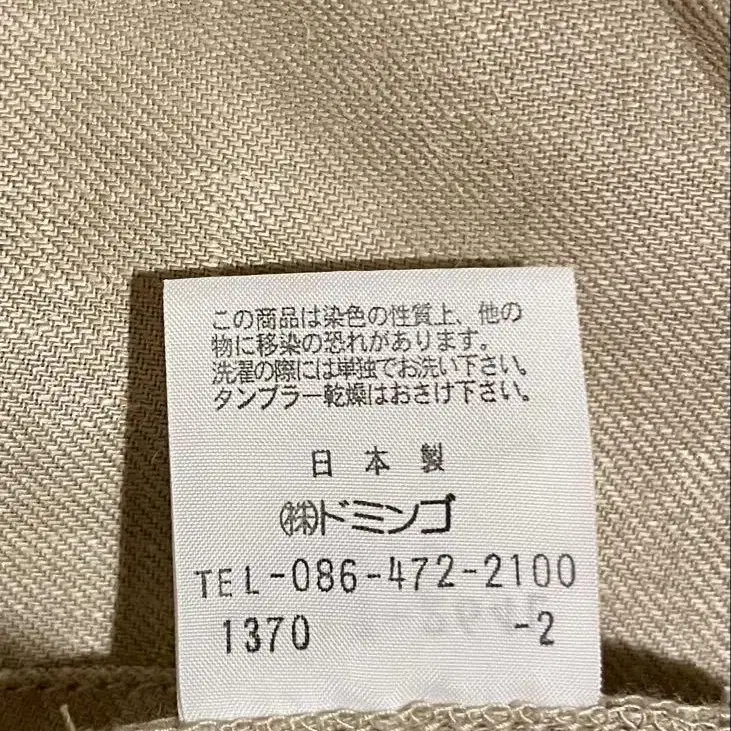 この商品は染色の性質上、他の
物に移染の恐れがあります。
洗濯の際には単独でお洗い下さい。
タンブラー乾燥はおさけ下さい。
日本製
㈱ドミンゴ
TEL-086-472-2100
1370 -2